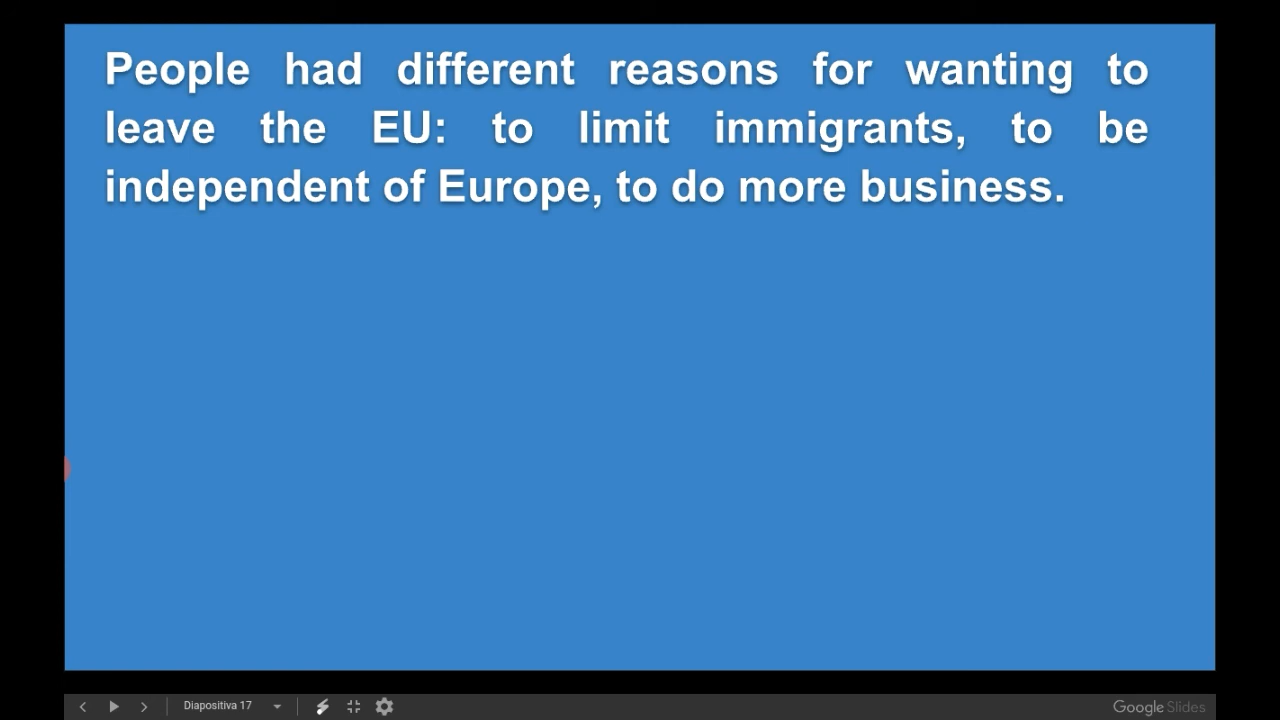 People had different reasons for wanting to
leave the EU: to limit immigrants, to be
independent of Europe, to do more business.
Diapositiva 17
Google Slides